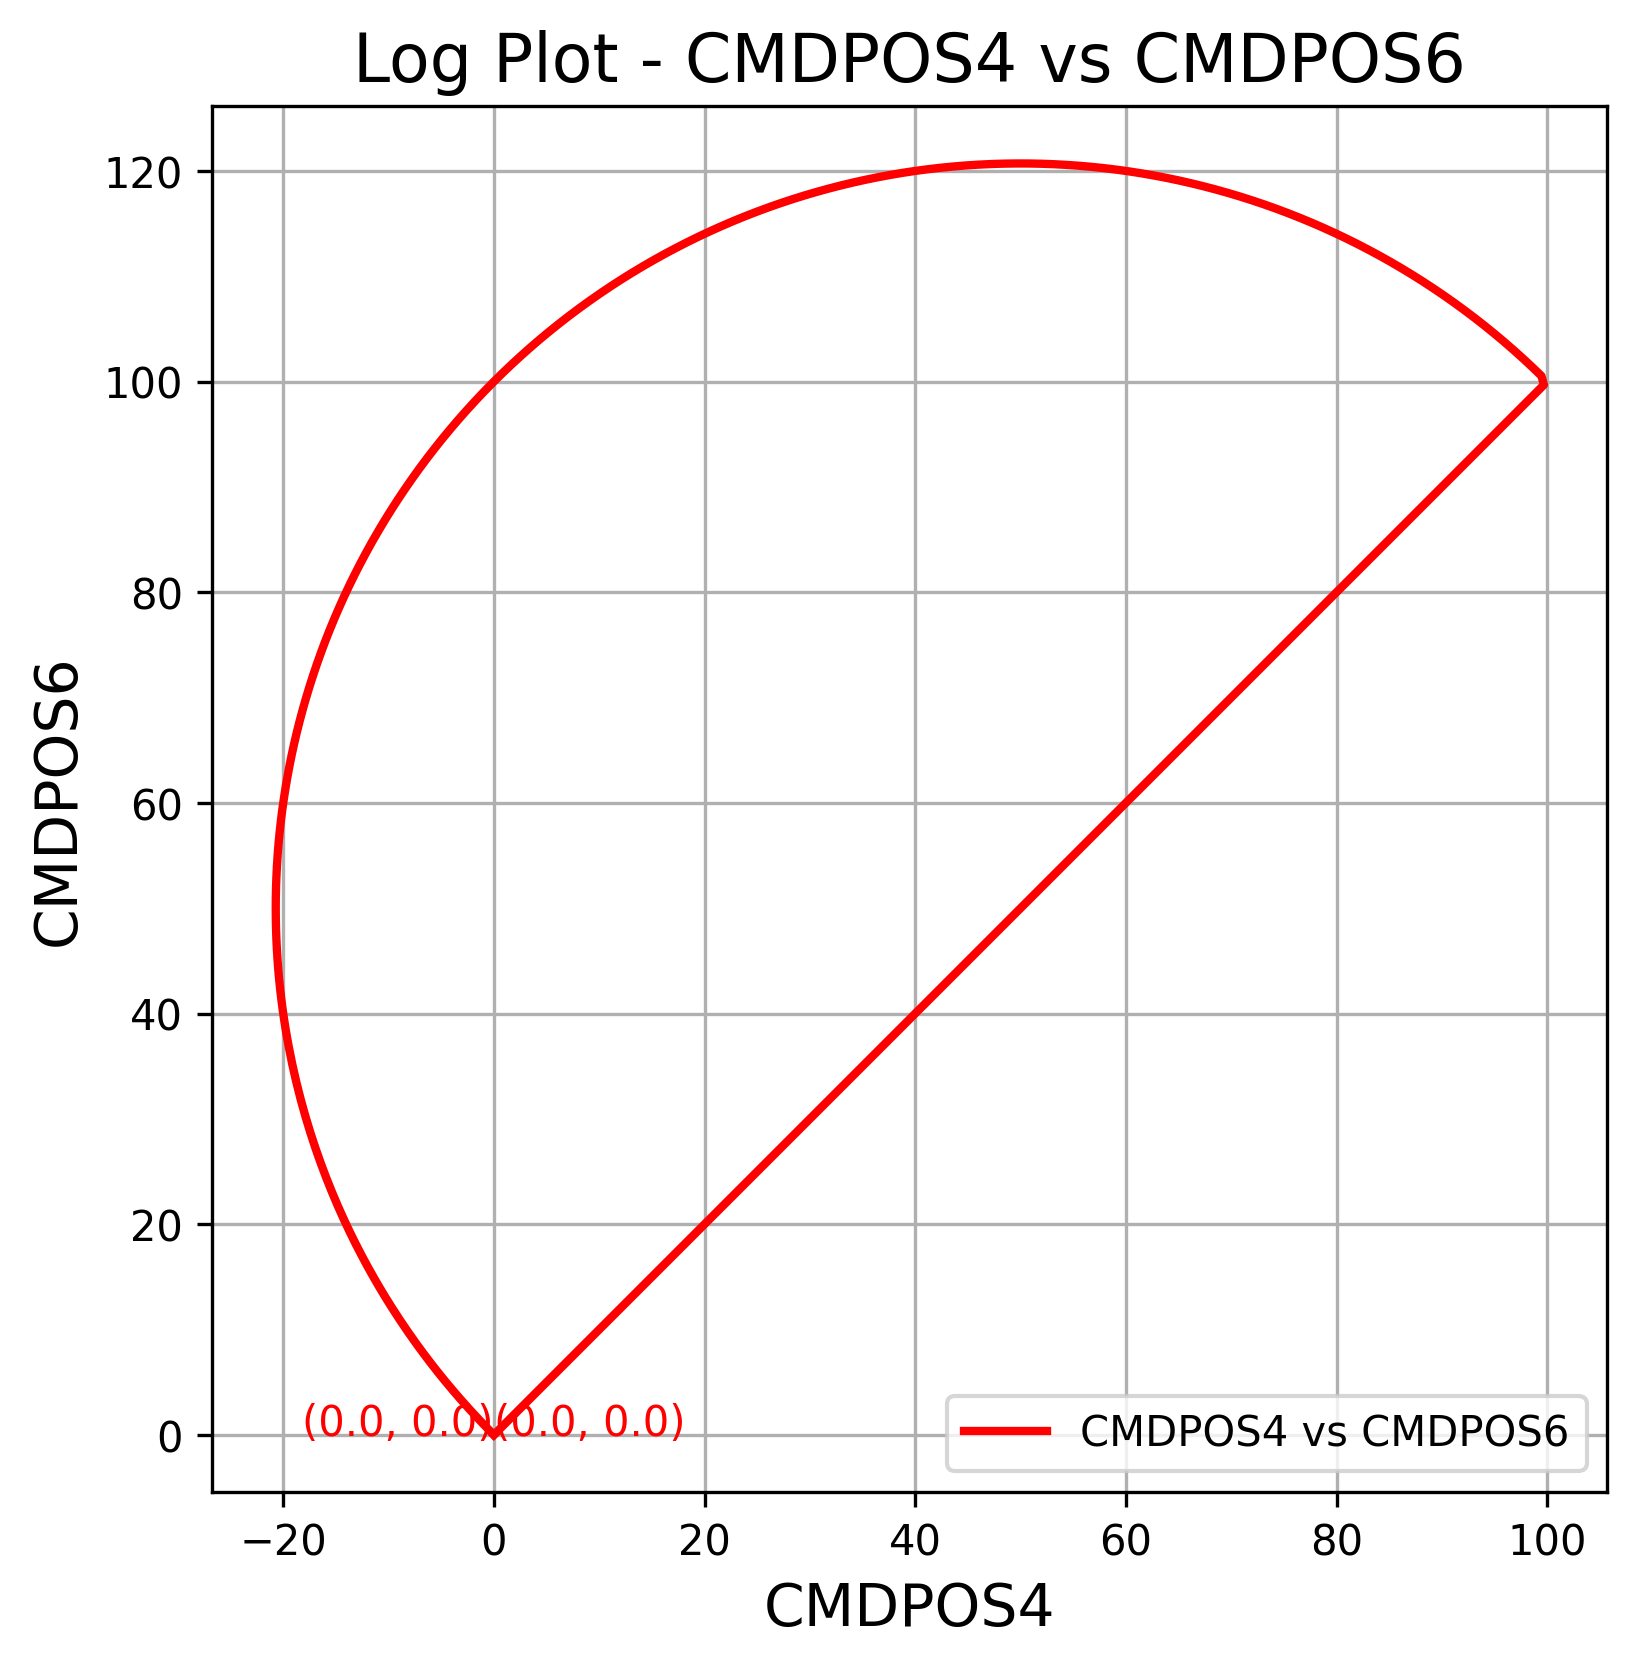 Log Plot - CMDPOS4 vs CMDPOS6
120
100
80
60
40
20
0
CMDPOS6
(0.0, 0.0)(0.0, 0.0)
CMDPOS4 vs CMDPOS6
−20 0 20 40 60 80 100
CMDPOS4